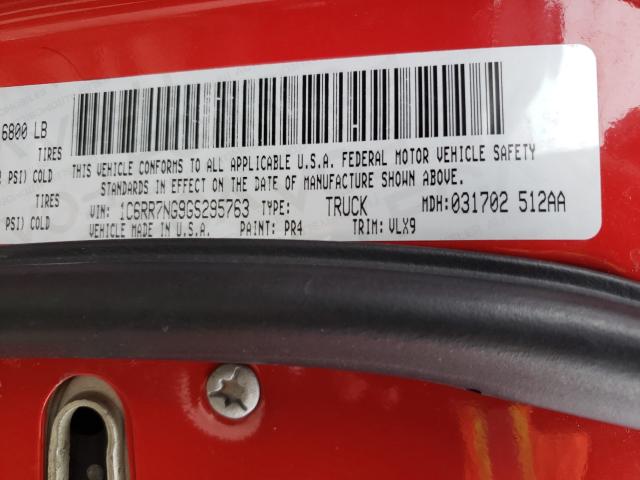 6800 LB
TIRES
PSI) COLD
TIRES
PSI) COLD
THIS VEHICLE CONFORMS TO ALL APPLICABLE U.S.A. FEDERAL MOTOR VEHICLE SAFETY
STANDARDS IN EFFECT ON THE DATE OF MANUFACTURE SHOWN ABOVE.
VIN: 1C6RR7NG9GS295763 TYPE: TRUCK MDH: 031702 512AA
VEHICLE MADE IN U.S.A. PAINT: PR4 TRIM: VLX9